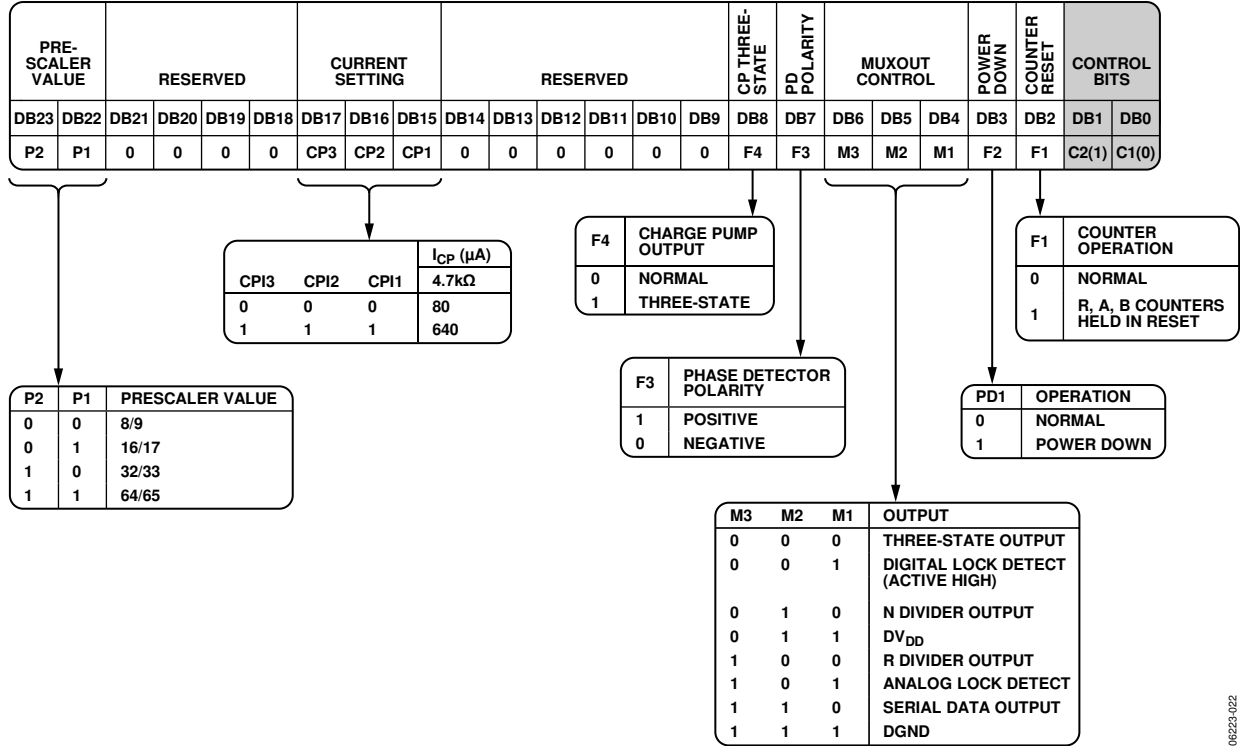 PRE-
SCALER
VALUE
RESERVED
CURRENT
SETTING
RESERVED
CP THREE-
STATE
PD
POLARITY
MUXOUT
CONTROL
POWER
DOWN
COUNTER
RESET
CONTROL
BITS
DB23 DB22 DB21 DB20 DB19 DB18 DB17 DB16 DB15 DB14 DB13 DB12 DB11 DB10 DB9 DB8 DB7 DB6 DB5 DB4 DB3 DB2 DB1 DB0
P2 P1 0 0 0 0 CP3 CP2 CP1 0 0 0 0 0 0 F4 F3 M3 M2 M1 F2 F1 C2(1) C1(0)
ICP (µA)
CPI3 CPI2 CPI1 4.7kΩ
0 0 0 80
1 1 1 640
F4 CHARGE PUMP
OUTPUT
0 NORMAL
1 THREE-STATE
F1 COUNTER
OPERATION
0 NORMAL
1 R, A, B COUNTERS
HELD IN RESET
F3 PHASE DETECTOR
POLARITY
1 POSITIVE
0 NEGATIVE
PD1 OPERATION
0 NORMAL
1 POWER DOWN
P2 P1 PRESCALER VALUE
0 0 8/9
0 1 16/17
1 0 32/33
1 1 64/65
M3 M2 M1 OUTPUT
0 0 0 THREE-STATE OUTPUT
0 0 1 DIGITAL LOCK DETECT
(ACTIVE HIGH)
0 1 0 N DIVIDER OUTPUT
0 1 1 DVDD
1 0 0 R DIVIDER OUTPUT
1 0 1 ANALOG LOCK DETECT
1 1 0 SERIAL DATA OUTPUT
1 1 1 DGND
06223-022